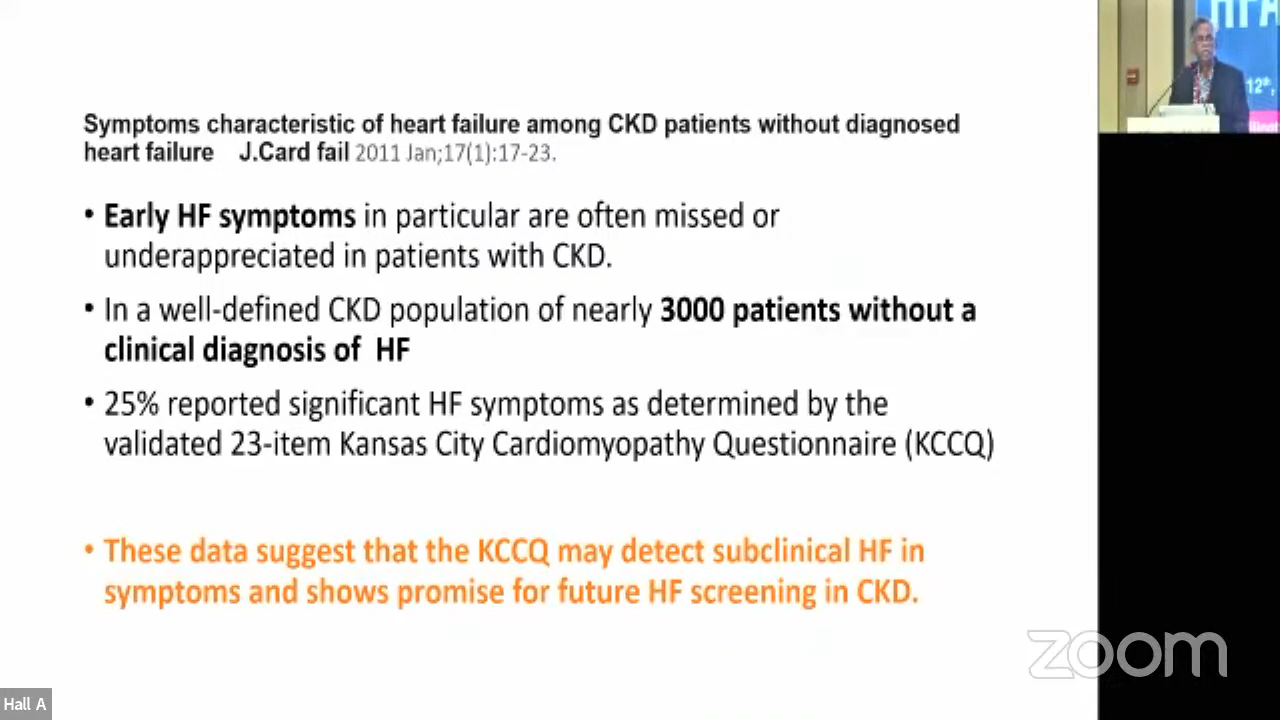 Symptoms characteristic of heart failure among CKD patients without diagnosed
heart failure J.Card fail 2011 Jan;17(1):17-23.
• Early HF symptoms in particular are often missed or
underappreciated in patients with CKD.
• In a well-defined CKD population of nearly 3000 patients without a
clinical diagnosis of HF
• 25% reported significant HF symptoms as determined by the
validated 23-item Kansas City Cardiomyopathy Questionnaire (KCCQ)
• These data suggest that the KCCQ may detect subclinical HF in
symptoms and shows promise for future HF screening in CKD.
HFA
12th,
zoom
Hall A